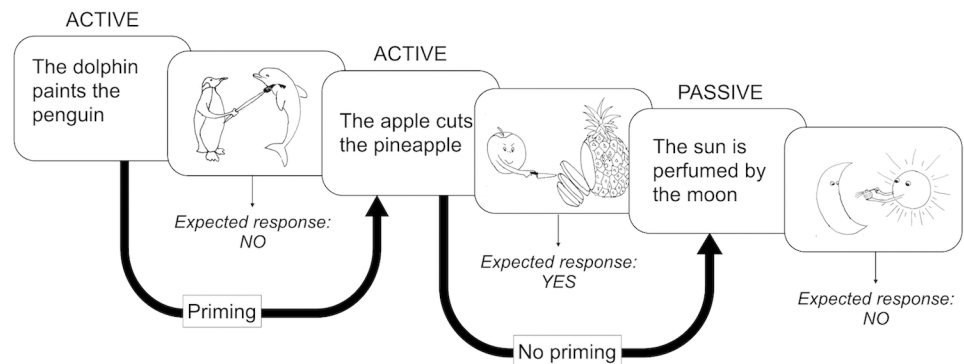 ACTIVE
The dolphin
paints the
penguin
Expected response:
NO
ACTIVE
The apple cuts
the pineapple
Expected response:
YES
PASSIVE
The sun is
perfumed by
the moon
Expected response:
NO
Priming
No priming